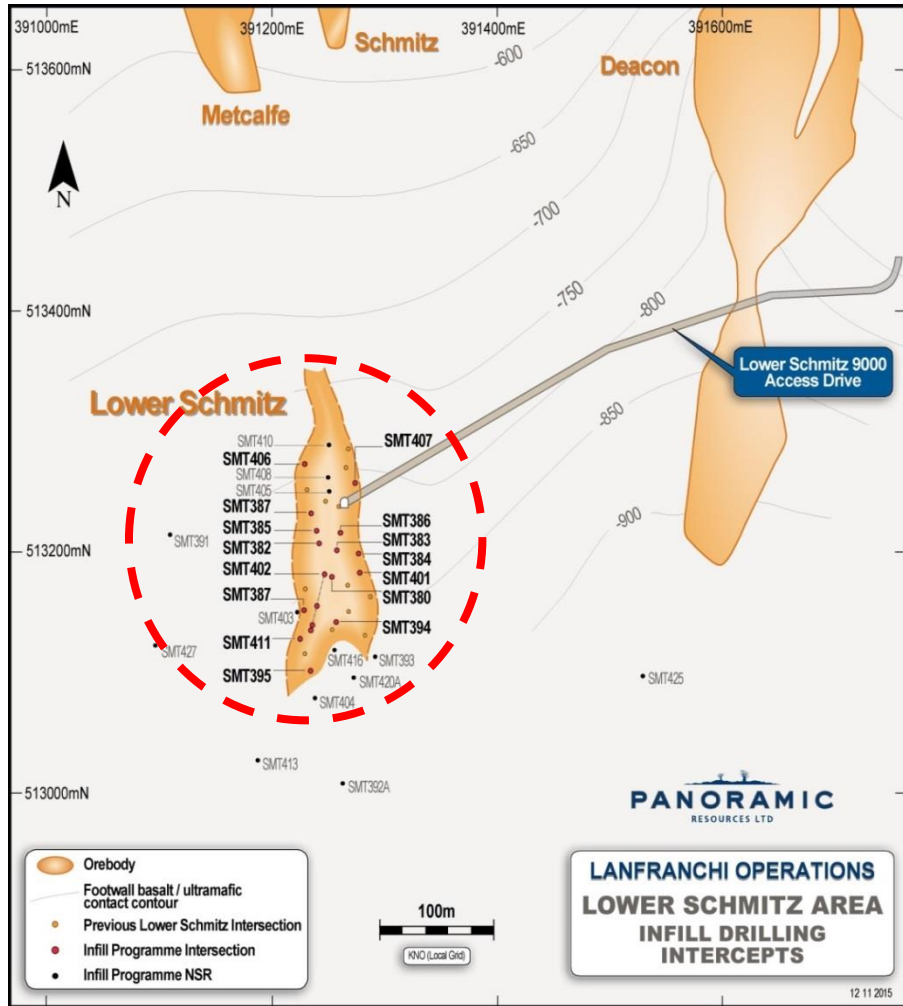 391000mE
391200mE
391400mE
391600mE
Schmitz
513600mN
Metcalfe
Deacon
-600
-650
-700
-750
-800
-850
-900
N
513400mN
Lower Schmitz 9000
Access Drive
Lower Schmitz
SMT410
SMT407
SMT406
SMT408
SMT405
SMT387
SMT386
SMT385
SMT383
SMT382
SMT384
SMT402
SMT401
SMT387
SMT380
SMT403
SMT394
SMT411
SMT395
SMT391
513200mN
SMT427
SMT416
SMT393
SMT420A
SMT404
SMT425
SMT413
SMT392A
513000mN
PANORAMIC
RESOURCES LTD
Orebody
Footwall basalt / ultramafic
contact contour
Previous Lower Schmitz Intersection
Infill Programme Intersection
Infill Programme NSR
100m
KNO (Local Grid)
LANFRANCHI OPERATIONS
LOWER SCHMITZ AREA
INFILL DRILLING
INTERCEPTS
12 11 2015